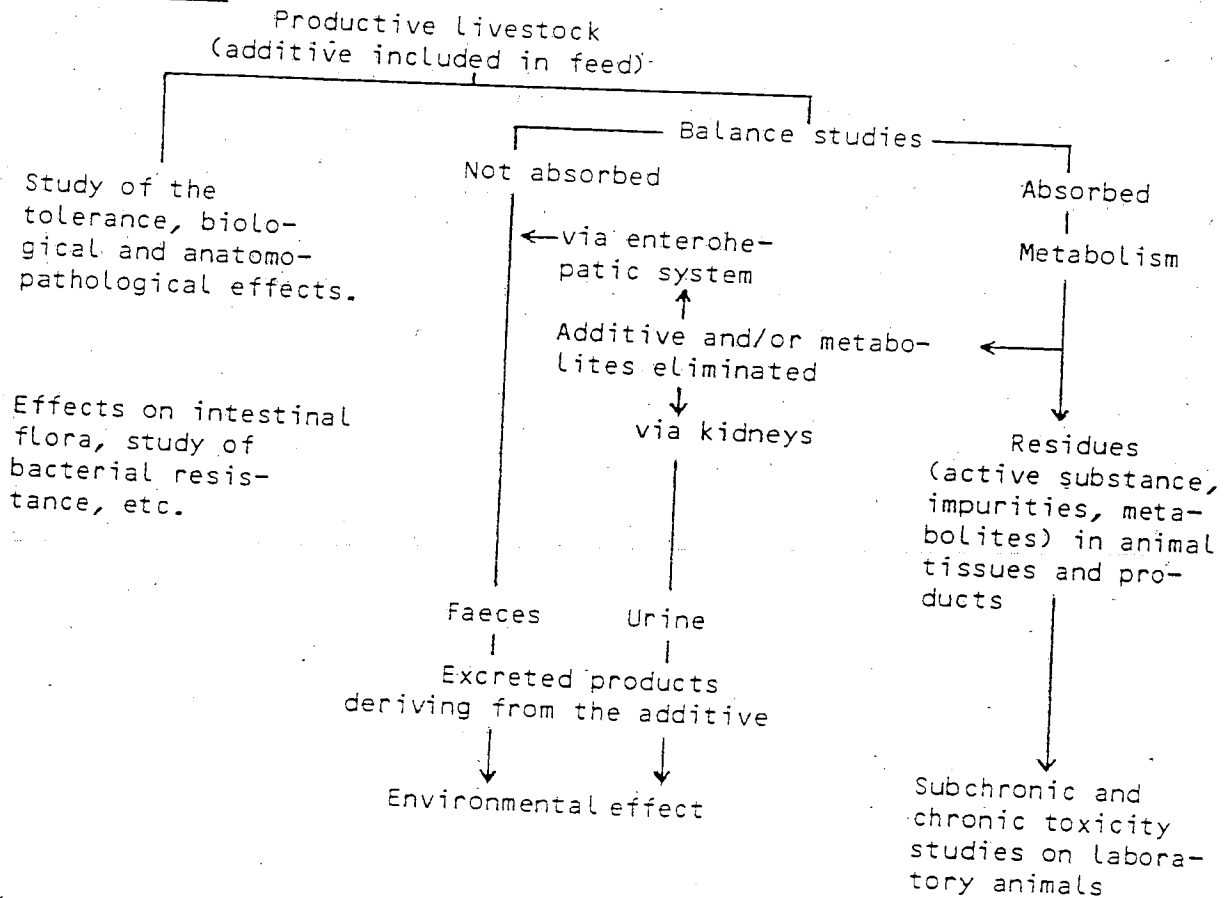 Productive livestock
(additive included in feed)
Balance studies
Not absorbed
Absorbed
Study of the
tolerance, biolo-
gical and anatomo-
pathological effects.
via enterohe-
patic system
Metabolism
Additive and/or metabo-
lites eliminated
via kidneys
Effects on intestinal
flora, study of
bacterial resis-
tance, etc.
Residues
(active substance,
impurities, meta-
bolites) in animal
tissues and pro-
ducts
Faeces
Urine
Excreted products
deriving from the additive
Environmental effect
Subchronic and
chronic toxicity
studies on labora-
tory animals